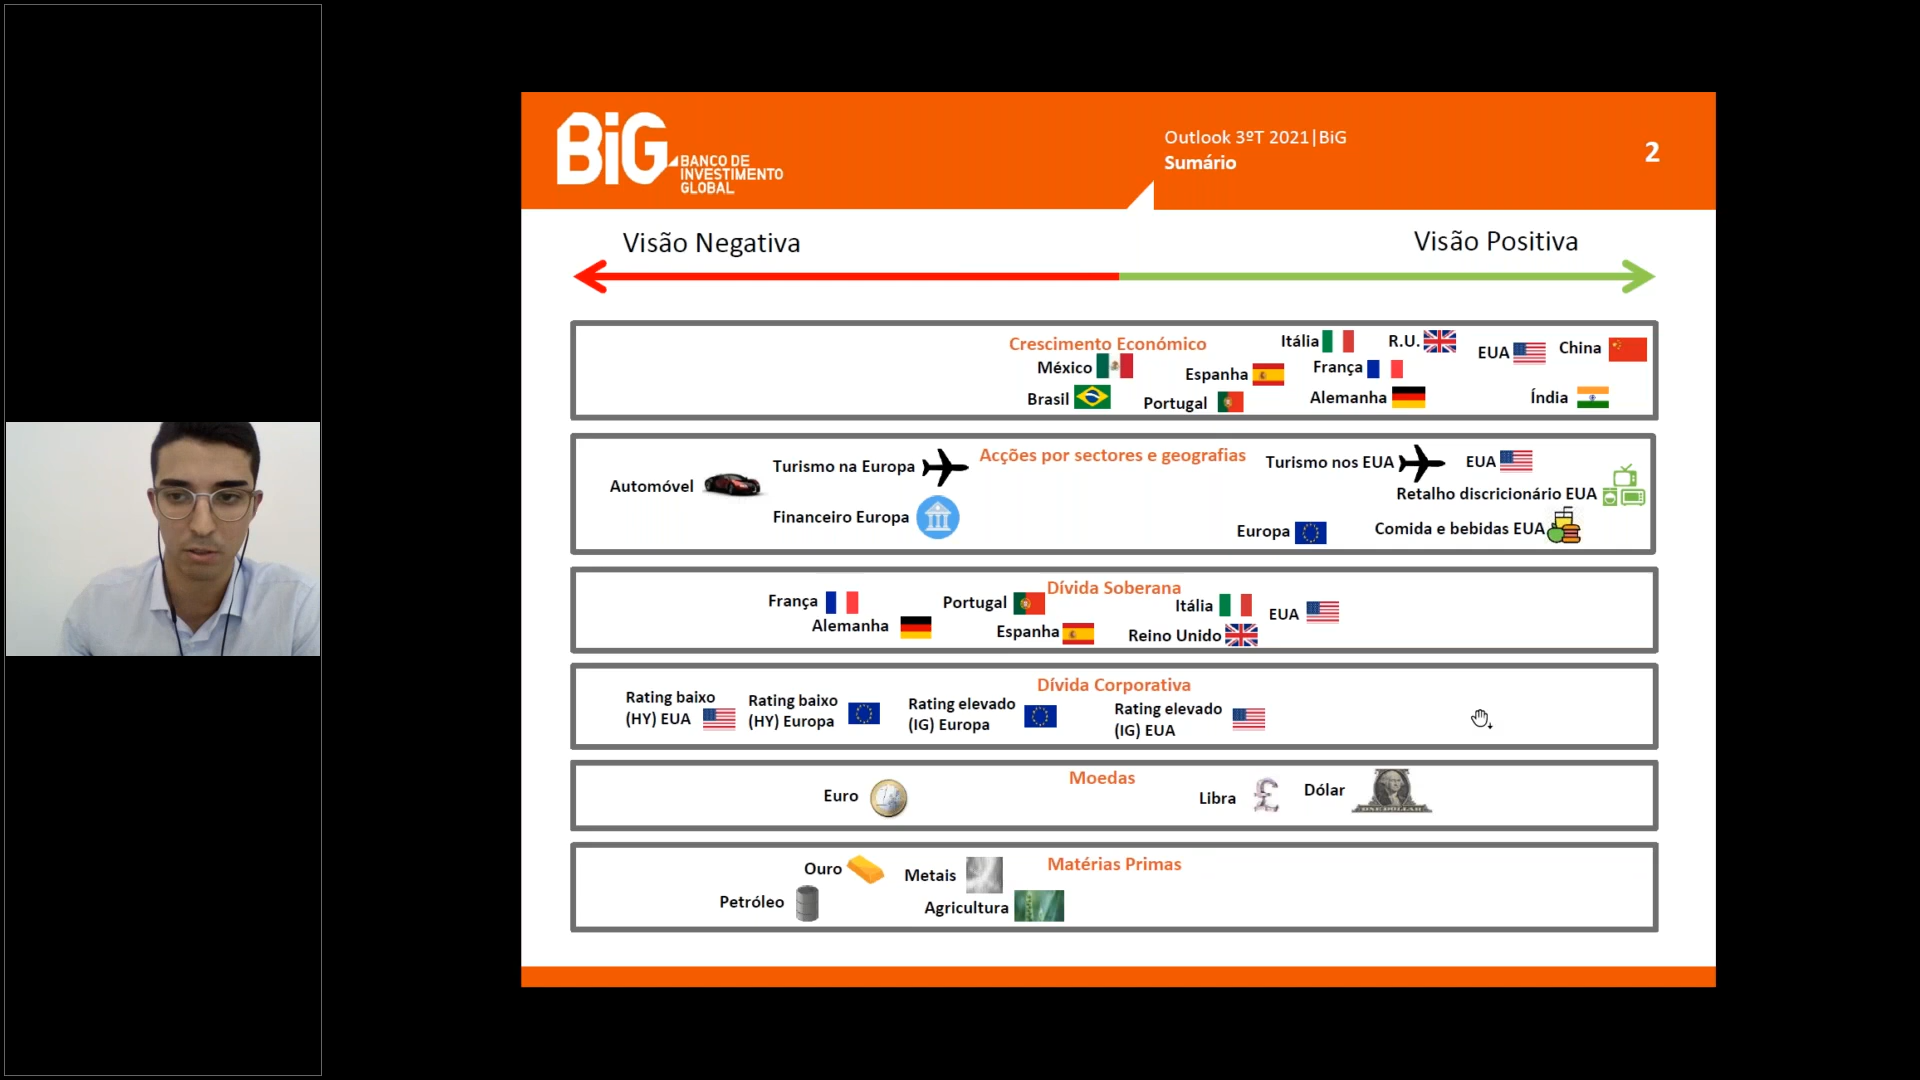 BiG
BANCO DE
INVESTIMENTO
GLOBAL
Outlook 3ºT 2021|BiG
Sumário
2
Visão Negativa
Visão Positiva
Crescimento Económico
Itália
R.U.
EUA
China
México
Espanha
França
Brasil
Portugal
Alemanha
Índia
Acções por sectores e geografias
Automóvel
Turismo na Europa
Turismo nos EUA
EUA
Retalho discricionário EUA
Financeiro Europa
Europa
Comida e bebidas EUA
Dívida Soberana
França
Portugal
Itália
EUA
Alemanha
Espanha
Reino Unido
Dívida Corporativa
Rating baixo
(HY) EUA
Rating baixo
(HY) Europa
Rating elevado
(IG) Europa
Rating elevado
(IG) EUA
Moedas
Euro
Libra
£
Dólar
ONE DOLLAR
Matérias Primas
Ouro
Metais
Petróleo
Agricultura